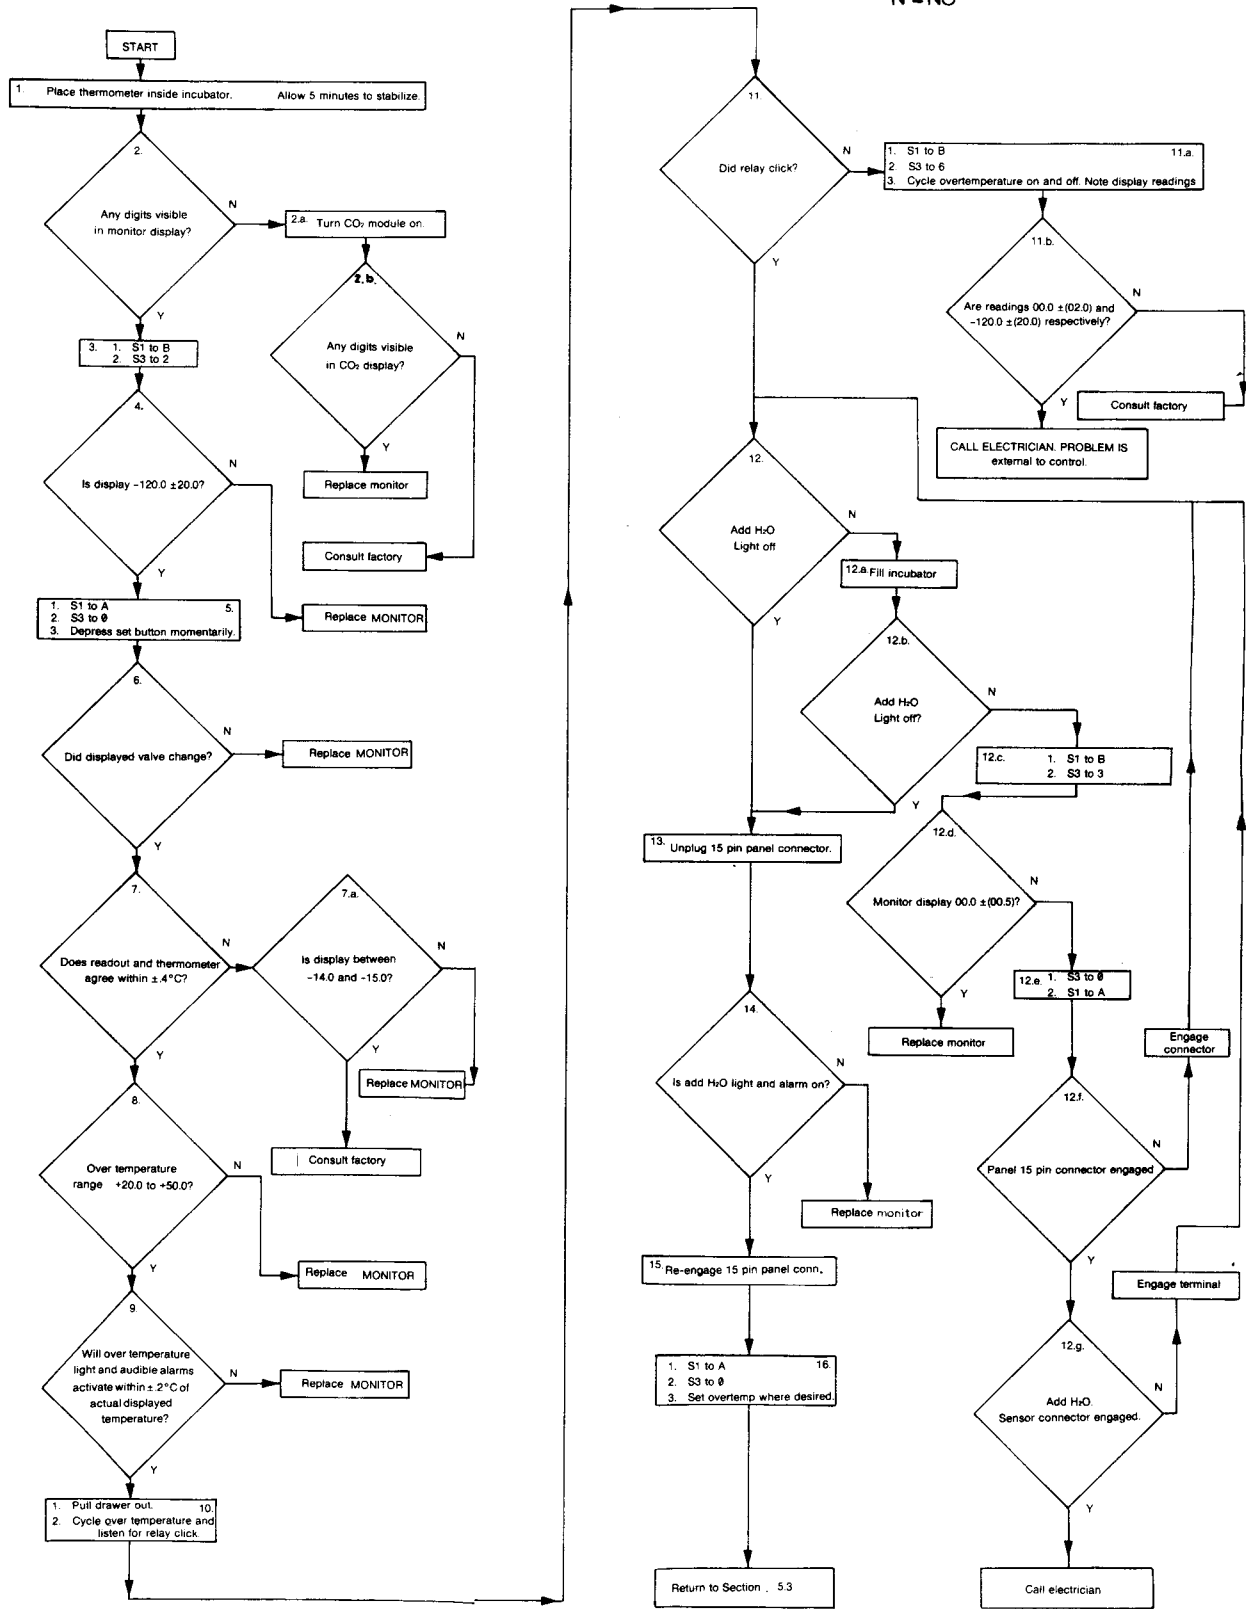 N = NO
START
1. Place thermometer inside incubator. Allow 5 minutes to stabilize.
2.
Any digits visible
in monitor display?
N
Y
2.a. Turn CO₂ module on.
2.b.
Any digits visible
in CO₂ display?
N
Y
Replace monitor
Consult factory
3. 1. S1 to B
2. S3 to 2
4.
Is display -120.0 ±20.0?
N
Y
Replace MONITOR
1. S1 to A 5.
2. S3 to 0
3. Depress set button momentarily.
6.
Did displayed valve change?
N
Y
Replace MONITOR
7.
Does readout and thermometer
agree within ±.4°C?
N
Y
7.a.
Is display between
-14.0 and -15.0?
N
Y
Replace MONITOR
Consult factory
8.
Over temperature
range +20.0 to +50.0?
N
Y
Replace MONITOR
9.
Will over temperature
light and audible alarms
activate within ±.2°C of
actual displayed
temperature?
N
Y
Replace MONITOR
1. Pull drawer out. 10.
2. Cycle over temperature and
listen for relay click.
11.
Did relay click?
N
Y
1. S1 to B 11.a.
2. S3 to 6
3. Cycle overtemperature on and off. Note display readings
11.b.
Are readings 00.0 ±(02.0) and
-120.0 ±(20.0) respectively?
N
Y
Consult factory
CALL ELECTRICIAN. PROBLEM IS
external to control.
12.
Add H₂O
Light off
N
Y
12.a. Fill incubator
12.b.
Add H₂O
Light off?
N
Y
12.c. 1. S1 to B
2. S3 to 3
12.d.
Monitor display 00.0 ±(00.5)?
N
Y
Replace monitor
12.e. 1. S3 to 0
2. S1 to A
12.f.
Panel 15 pin connector engaged
N
Y
Engage
connector
12.g.
Add H₂O.
Sensor connector engaged.
N
Y
Engage terminal
Call electrician
13. Unplug 15 pin panel connector.
14.
Is add H₂O light and alarm on?
N
Y
Replace monitor
15. Re-engage 15 pin panel conn.
1. S1 to A 16.
2. S3 to 0
3. Set overtemp where desired.
Return to Section . 5.3